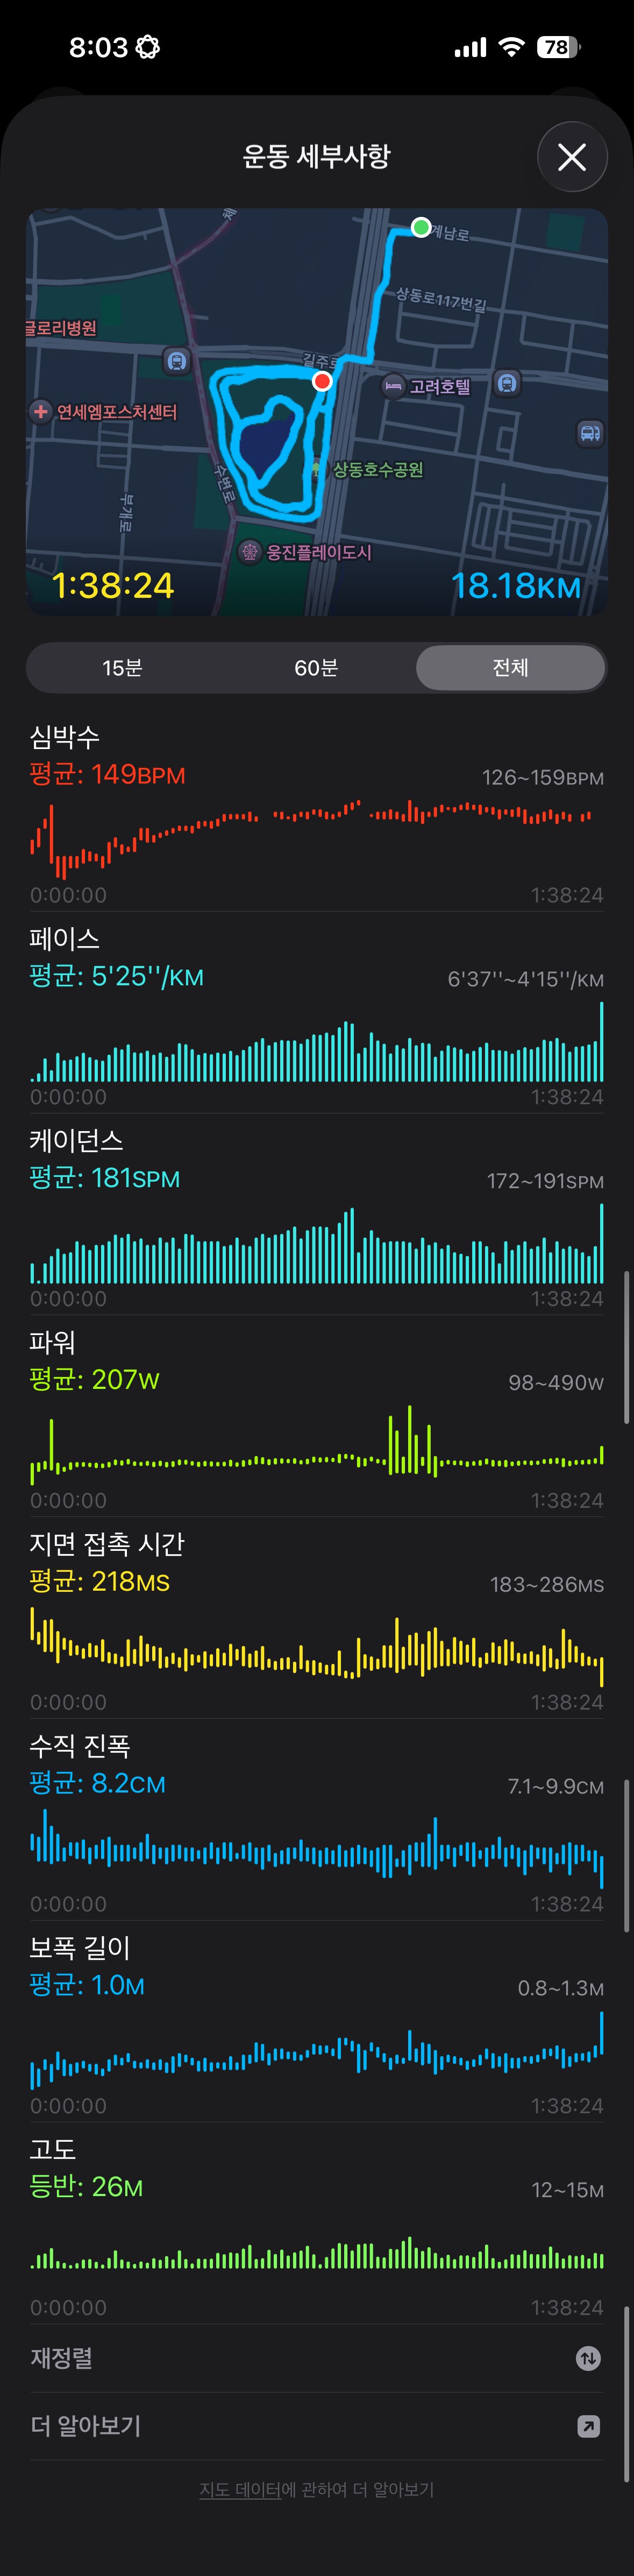 8:03
78
운동 세부사항
계남로
상동로117번길
글로리병원
길주로
고려호텔
연세엠포스처센터
상동호수공원
수변로
부개로
웅진플레이도시
1:38:24
18.18KM
15분
60분
전체
심박수
평균: 149BPM
126~159BPM
0:00:00
1:38:24
페이스
평균: 5'25''/KM
6'37''~4'15''/KM
0:00:00
1:38:24
케이던스
평균: 181SPM
172~191SPM
0:00:00
1:38:24
파워
평균: 207W
98~490W
0:00:00
1:38:24
지면 접촉 시간
평균: 218MS
183~286MS
0:00:00
1:38:24
수직 진폭
평균: 8.2CM
7.1~9.9CM
0:00:00
1:38:24
보폭 길이
평균: 1.0M
0.8~1.3M
0:00:00
1:38:24
고도
등반: 26M
12~15M
0:00:00
1:38:24
재정렬
더 알아보기
지도 데이터에 관하여 더 알아보기